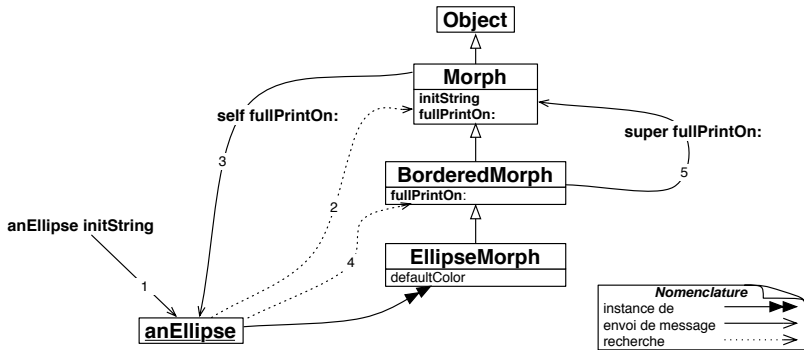 Object
Morph
initString
fullPrintOn:
self fullPrintOn:
super fullPrintOn:
3
BorderedMorph
fullPrintOn:
5
2
anEllipse initString
4
EllipseMorph
defaultColor
1
anEllipse
Nomenclature
instance de
envoi de message
recherche